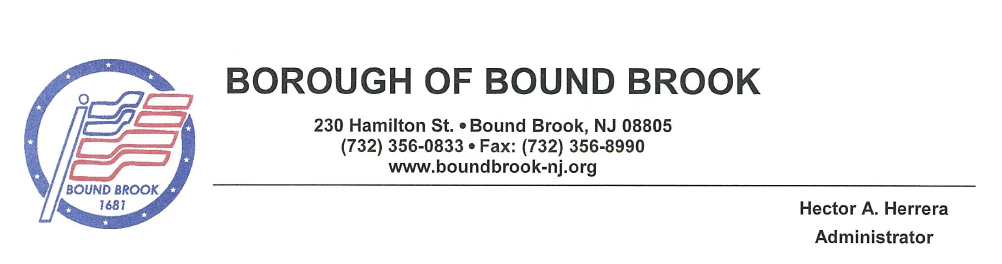 BOROUGH OF BOUND BROOK
230 Hamilton St. • Bound Brook, NJ 08805
(732) 356-0833 • Fax: (732) 356-8990
www.boundbrook-nj.org
BOUND BROOK
1681
Hector A. Herrera
Administrator